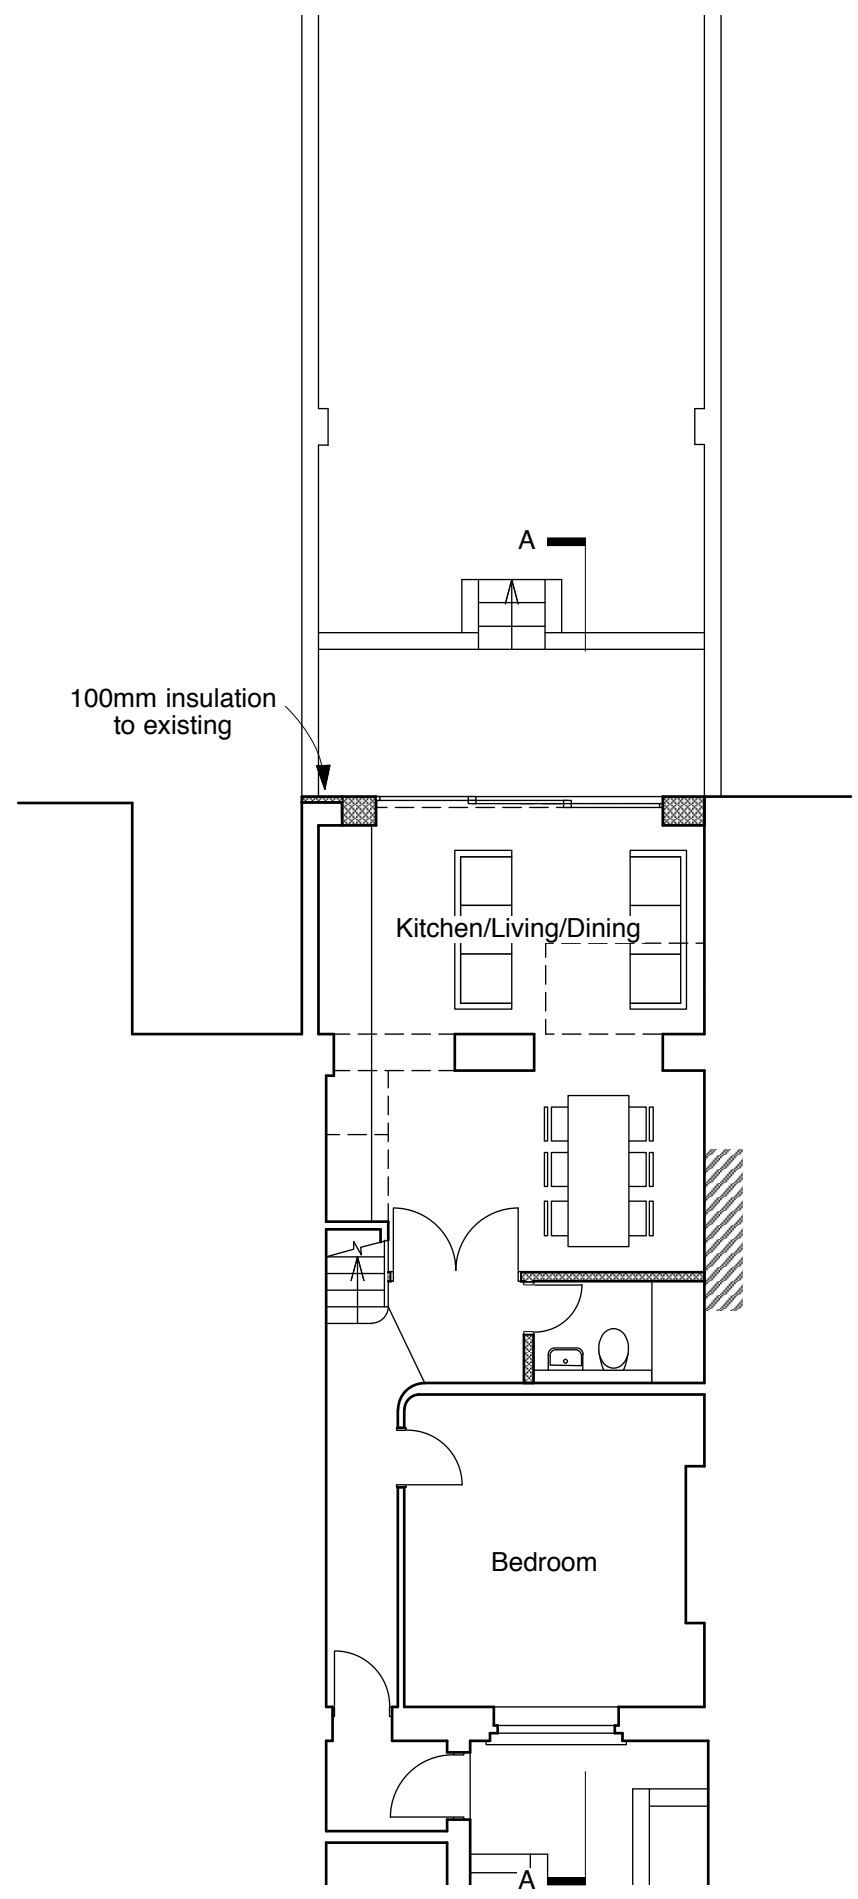 A
100mm insulation
to existing
Kitchen/Living/Dining
Bedroom
A